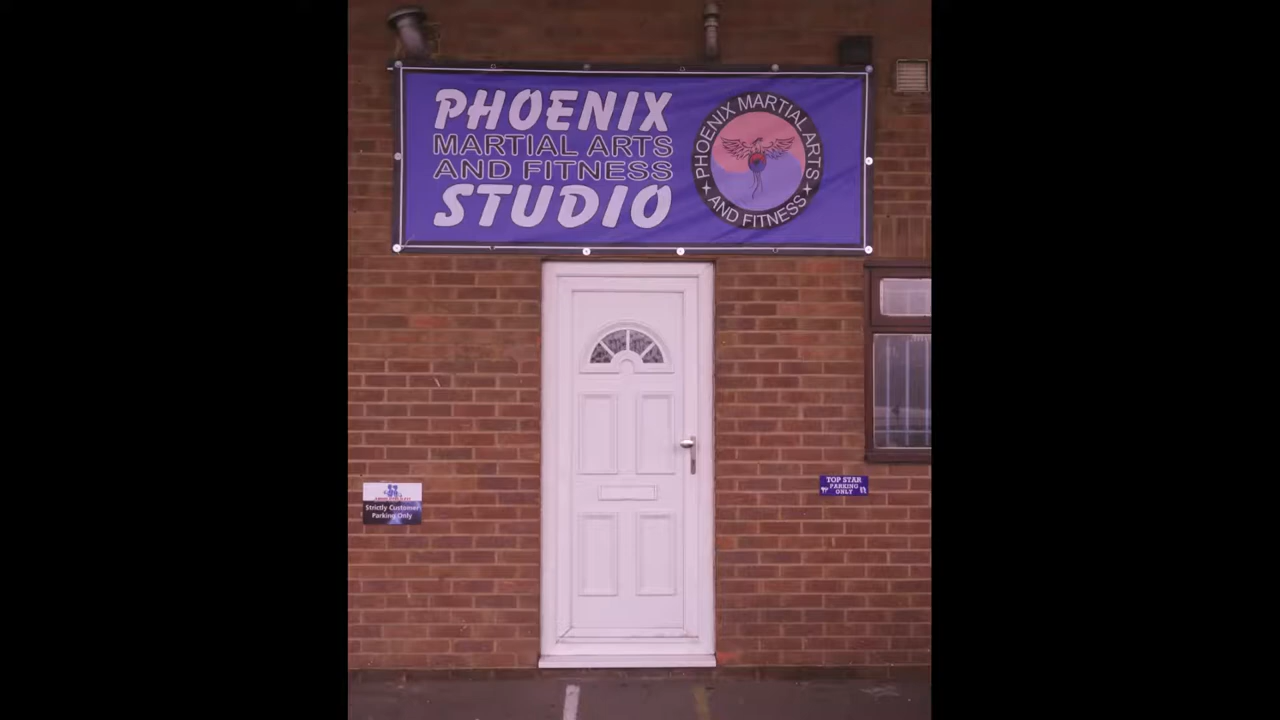 PHOENIX
MARTIAL ARTS
AND FITNESS
STUDIO
PHOENIX MARTIAL ARTS
AND FITNESS
Strictly Customer
Parking Only
TOP STAR
PARKING
ONLY